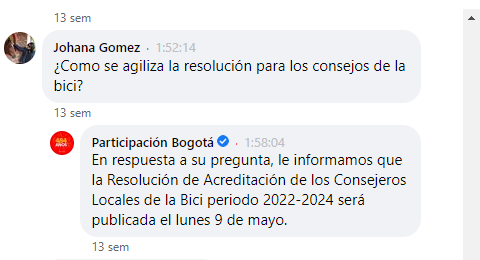 13 sem
Johana Gomez · 1:52:14
¿Como se agiliza la resolución para los consejos de la
bici?
13 sem
484
AÑOS
Participación Bogotá · 1:58:04
En respuesta a su pregunta, le informamos que
la Resolución de Acreditación de los Consejeros
Locales de la Bici periodo 2022-2024 será
publicada el lunes 9 de mayo.
13 sem